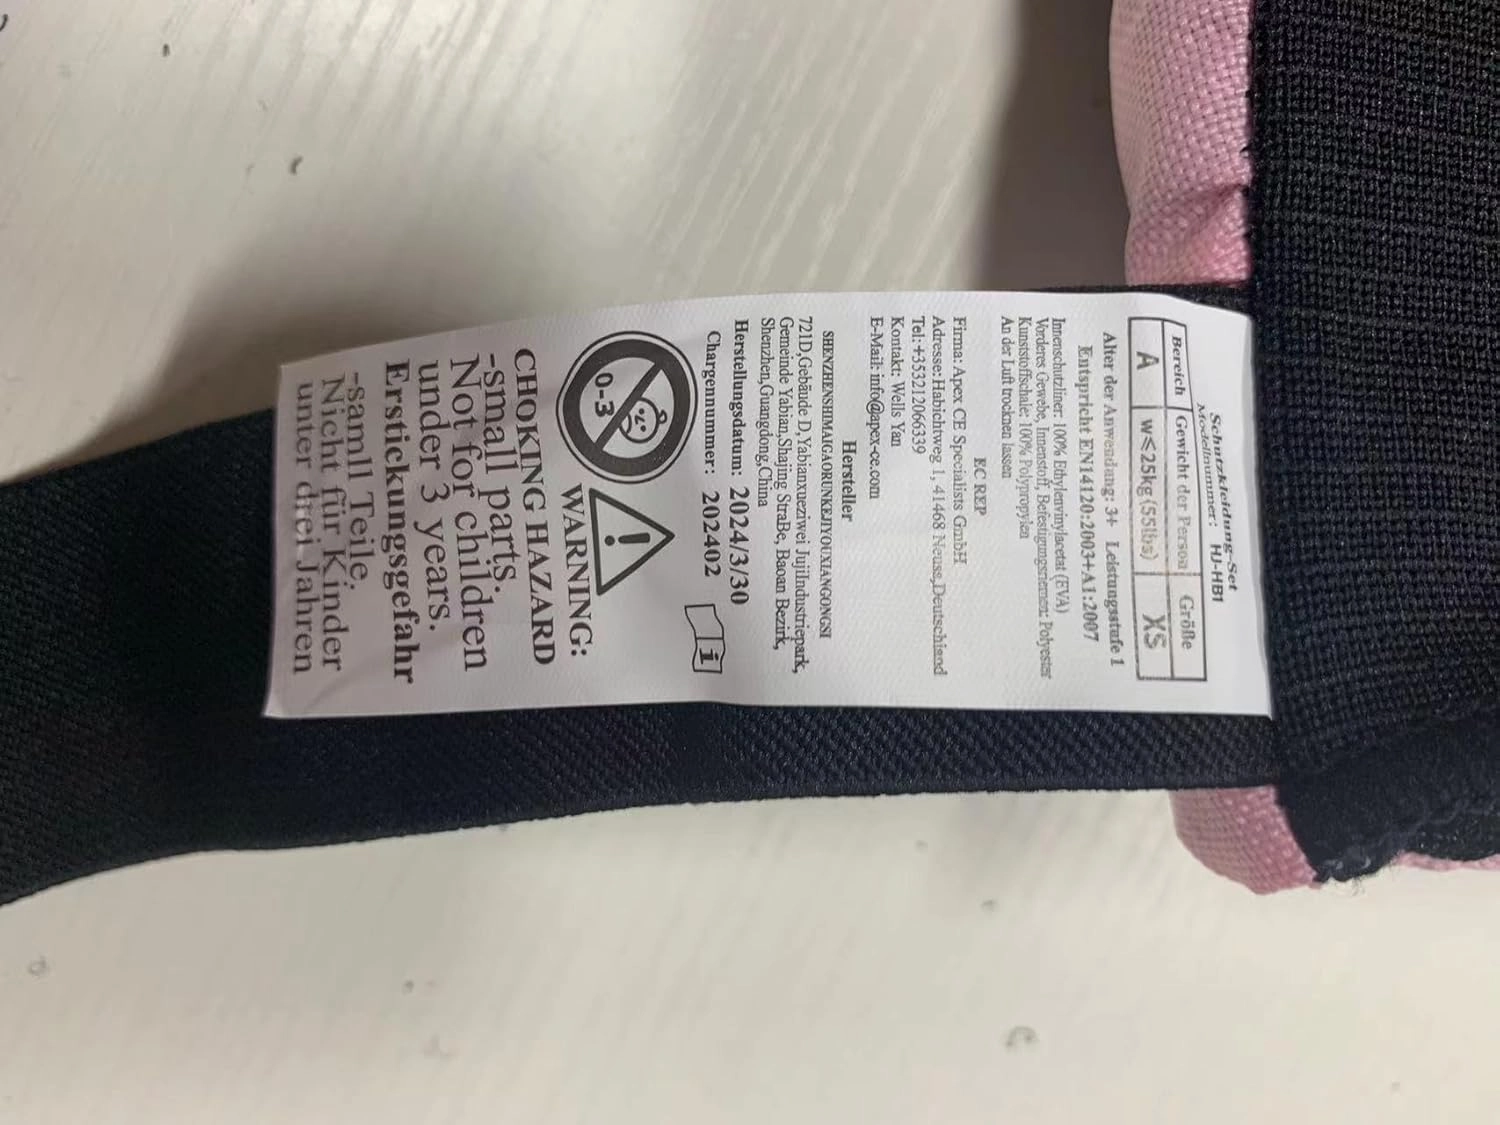 Schutzkleidung-Set
Modellnummer: HJ-HB1
Bereich Gewicht der Person Größe
A w≤25kg(55lbs) XS
Alter der Anwendung: 3+ Leistungsstufe 1
Entspricht EN14120:2003+A1:2007
Innenschutzliner: 100% Ethylenvinylacetat (EVA)
Vorderes Gewebe, Innenstoff, Befestigungsriemen: Polyester
Kunststoffschale: 100% Polypropylen
An der Luft trocknen lassen
EC REP
Firma: Apex CE Specialists GmbH
Adresse: Habichtweg 1, 41468 Neuss,Deutschland
Tel:+353212066339
Kontakt: Wells Yan
E-Mail:info@apex-ce.com
Hersteller
SHENZHENSHIMAGAORUNKEJIYOUXIANGONGSI
721D,Gebäude D,Yabianxueziwei JujiIndustriepark,
Gemeinde Yabian,Shajing StraBe, Baoan Bezirk,
Shenzhen,Guangdong,China
Herstellungsdatum: 2024/3/30
Chargennummer: 202402
i
0-3
WARNING:
CHOKING HAZARD
-small parts.
Not for children
under 3 years.
Erstickungsgefahr
-samll Teile.
Nicht für Kinder
unter drei Jahren